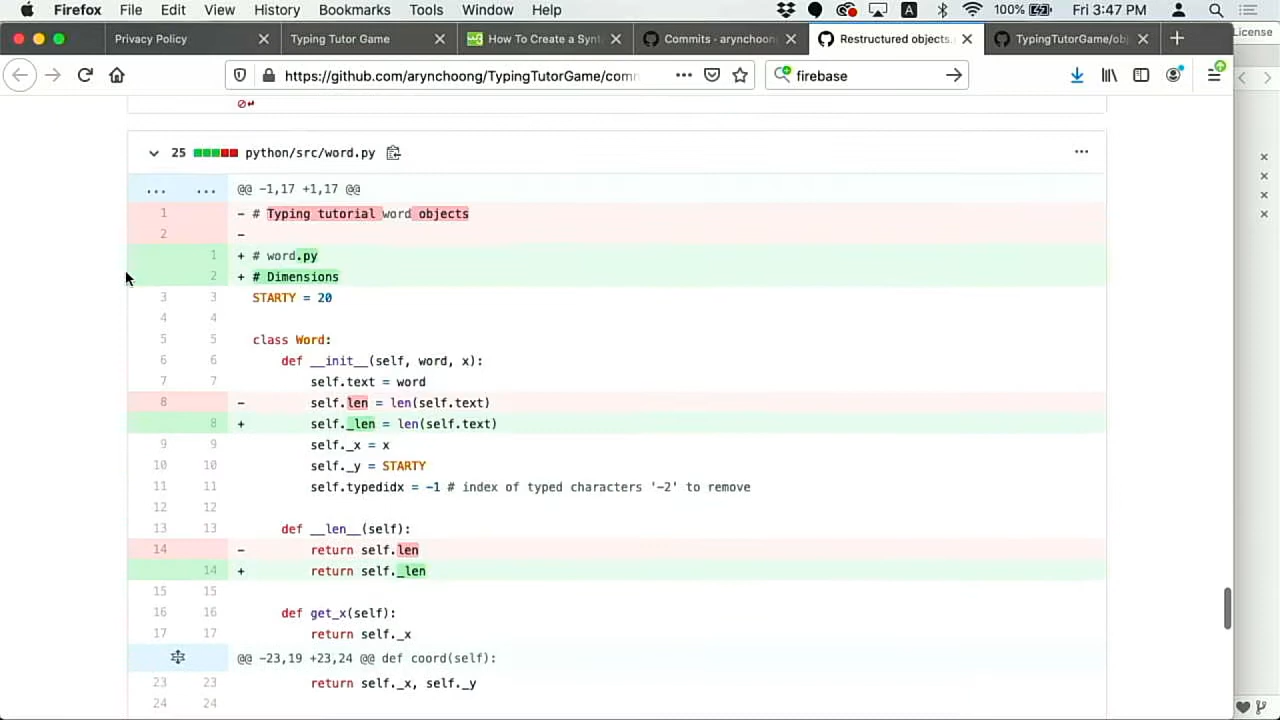 Firefox File Edit View History Bookmarks Tools Window Help A 100% Fri 3:47 PM
Privacy Policy Typing Tutor Game How To Create a Synt Commits · arynchoong Restructured objects. TypingTutorGame/obj License
https://github.com/arynchoong/TypingTutorGame/com firebase
25 python/src/word.py
... ... @@ -1,17 +1,17 @@
1 - # Typing tutorial word objects
2 -
1 + # word.py
2 + # Dimensions
3 3 STARTY = 20
4 4
5 5 class Word:
6 6 def __init__(self, word, x):
7 7 self.text = word
8 - self.len = len(self.text)
8 + self._len = len(self.text)
9 9 self._x = x
10 10 self._y = STARTY
11 11 self.typedidx = -1 # index of typed characters '-2' to remove
12 12
13 13 def __len__(self):
14 - return self.len
14 + return self._len
15 15
16 16 def get_x(self):
17 17 return self._x
@@ -23,19 +23,24 @@ def coord(self):
23 23 return self._x, self._y
24 24